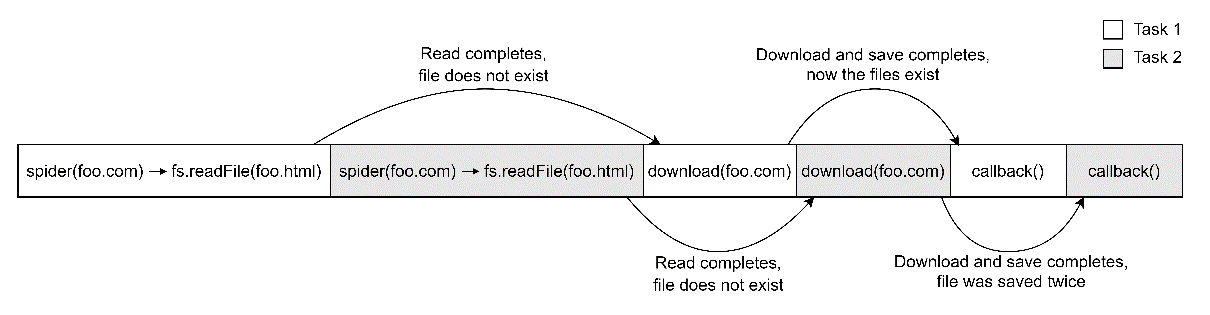 Task 1
Task 2
Read completes,
file does not exist
Download and save completes,
now the files exist
spider(foo.com) → fs.readFile(foo.html)
spider(foo.com) → fs.readFile(foo.html)
download(foo.com)
download(foo.com)
callback()
callback()
Read completes,
file does not exist
Download and save completes,
file was saved twice